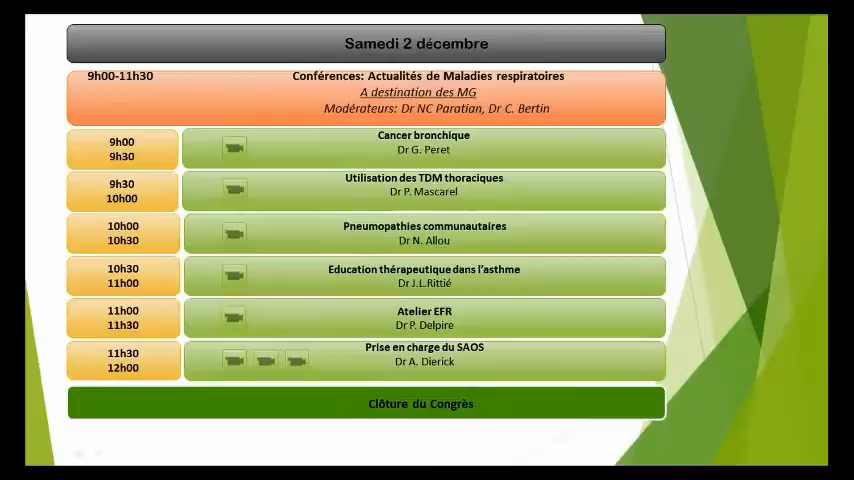 Samedi 2 décembre
9h00-11h30
Conférences: Actualités de Maladies respiratoires
A destination des MG
Modérateurs: Dr NC Paratian, Dr C. Bertin
9h00
9h30
Cancer bronchique
Dr G. Peret
9h30
10h00
Utilisation des TDM thoraciques
Dr P. Mascarel
10h00
10h30
Pneumopathies communautaires
Dr N. Allou
10h30
11h00
Education thérapeutique dans l'asthme
Dr J.L.Rittié
11h00
11h30
Atelier EFR
Dr P. Delpire
11h30
12h00
Prise en charge du SAOS
Dr A. Dierick
Clôture du Congrès